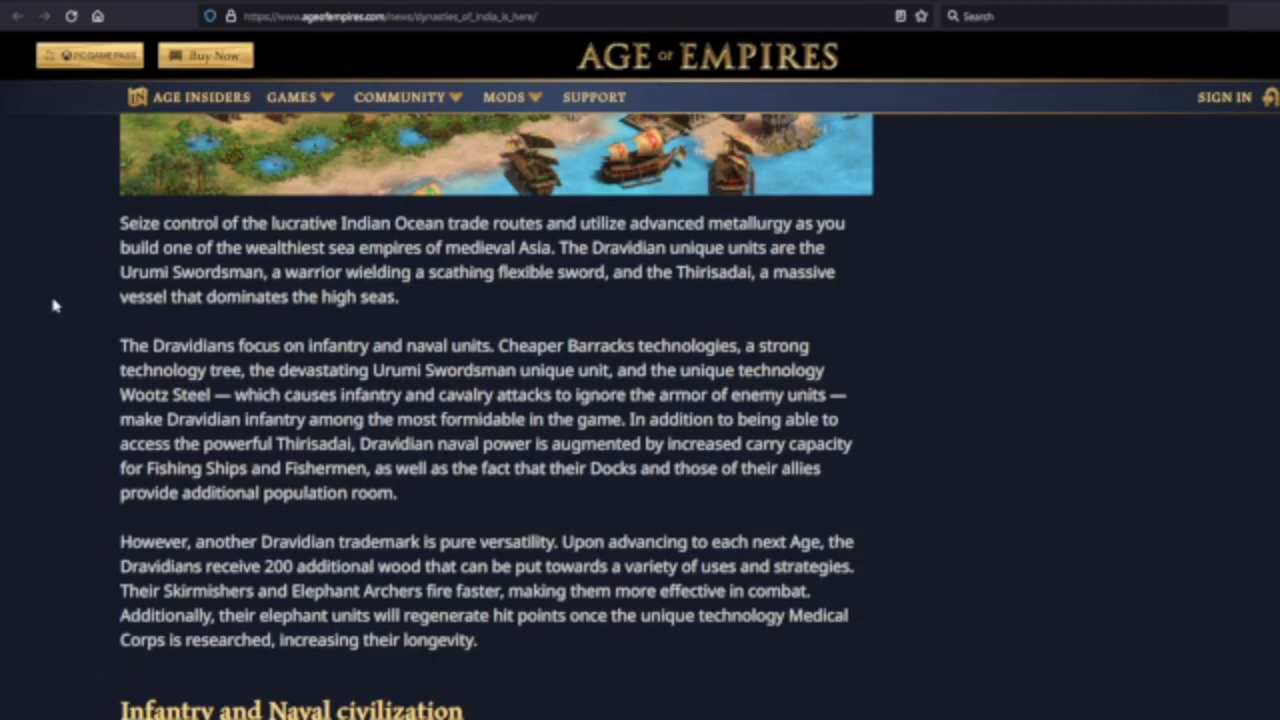 https://www.ageofempires.com/news/dynasties_of_india_is_here/
Search
PC GAME PASS
Buy Now
AGE OF EMPIRES
AGE INSIDERS
GAMES
COMMUNITY
MODS
SUPPORT
SIGN IN
Seize control of the lucrative Indian Ocean trade routes and utilize advanced metallurgy as you
build one of the wealthiest sea empires of medieval Asia. The Dravidian unique units are the
Urumi Swordsman, a warrior wielding a scathing flexible sword, and the Thirisadai, a massive
vessel that dominates the high seas.
The Dravidians focus on infantry and naval units. Cheaper Barracks technologies, a strong
technology tree, the devastating Urumi Swordsman unique unit, and the unique technology
Wootz Steel — which causes infantry and cavalry attacks to ignore the armor of enemy units —
make Dravidian infantry among the most formidable in the game. In addition to being able to
access the powerful Thirisadai, Dravidian naval power is augmented by increased carry capacity
for Fishing Ships and Fishermen, as well as the fact that their Docks and those of their allies
provide additional population room.
However, another Dravidian trademark is pure versatility. Upon advancing to each next Age, the
Dravidians receive 200 additional wood that can be put towards a variety of uses and strategies.
Their Skirmishers and Elephant Archers fire faster, making them more effective in combat.
Additionally, their elephant units will regenerate hit points once the unique technology Medical
Corps is researched, increasing their longevity.
Infantry and Naval civilization